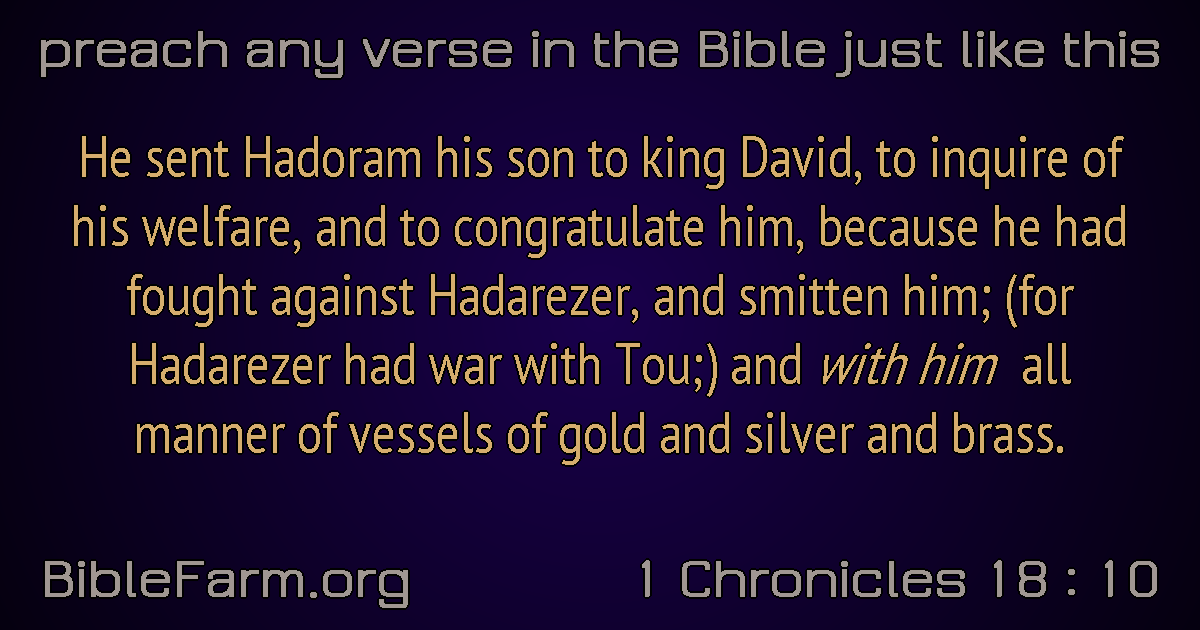 preach any verse in the Bible just like this
He sent Hadoram his son to king David, to inquire of
his welfare, and to congratulate him, because he had
fought against Hadarezer, and smitten him; (for
Hadarezer had war with Tou;) and with him all
manner of vessels of gold and silver and brass.
BibleFarm.org
1 Chronicles 18 : 10